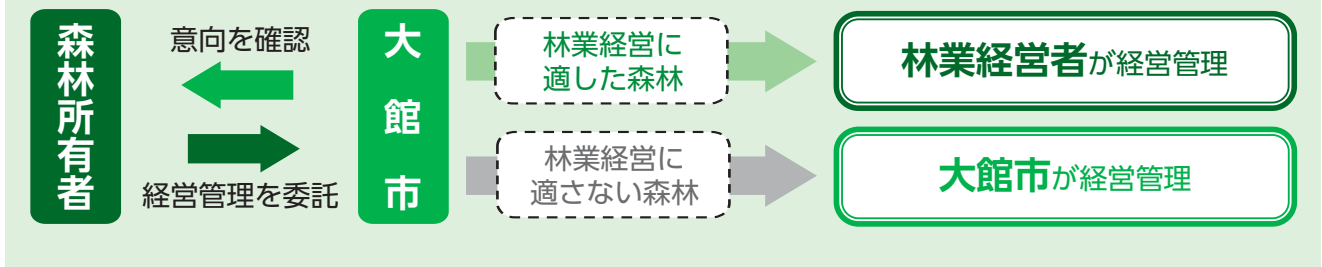 森林所有者
意向を確認
経営管理を委託
大館市
林業経営に
適した森林
林業経営に
適さない森林
林業経営者が経営管理
大館市が経営管理